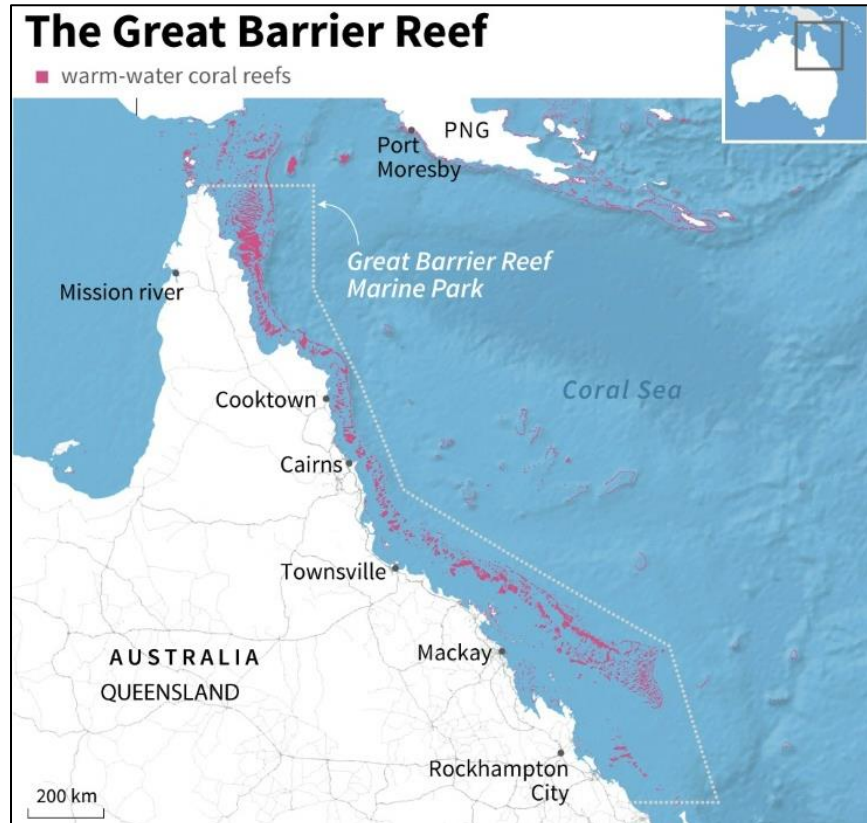 The Great Barrier Reef
warm-water coral reefs
PNG
Port
Moresby
Great Barrier Reef
Marine Park
Mission river
Coral Sea
Cooktown
Cairns
Townsville
AUSTRALIA
QUEENSLAND
Mackay
Rockhampton
City
200 km